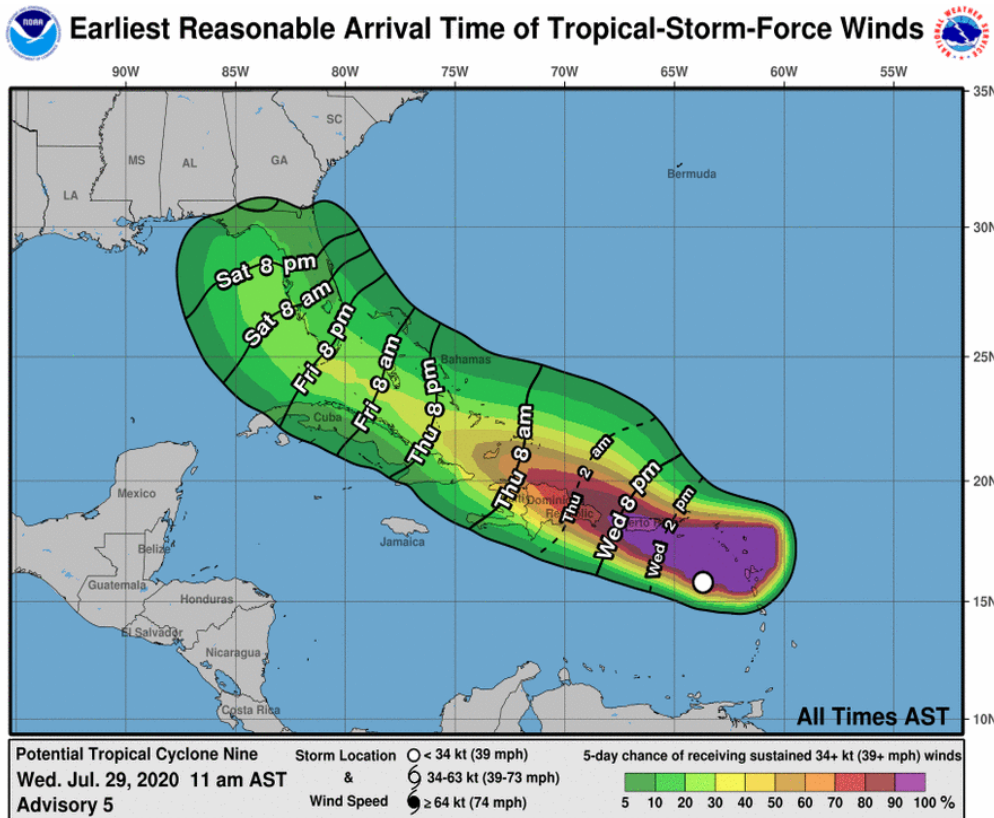 NOAA
Earliest Reasonable Arrival Time of Tropical-Storm-Force Winds
NATIONAL WEATHER SERVICE
90W 85W 80W 75W 70W 65W 60W 55W
35N
SC
MS AL GA
LA
Bermuda
30N
Sat 8 pm
Sat 8 am
Fri 8 pm
Fri 8 am
Thu 8 pm
Bahamas
25N
Cuba
Thu 8 am
Thu 2 am
Wed 8 pm
Wed 2 pm
20N
Mexico
Jamaica
Belize
Guatemala
Honduras
15N
El Salvador
Nicaragua
Costa Rica
10N
All Times AST
Potential Tropical Cyclone Nine
Wed. Jul. 29, 2020 11 am AST
Advisory 5
Storm Location
&
Wind Speed
< 34 kt (39 mph)
34-63 kt (39-73 mph)
≥ 64 kt (74 mph)
5-day chance of receiving sustained 34+ kt (39+ mph) winds
5 10 20 30 40 50 60 70 80 90 100 %